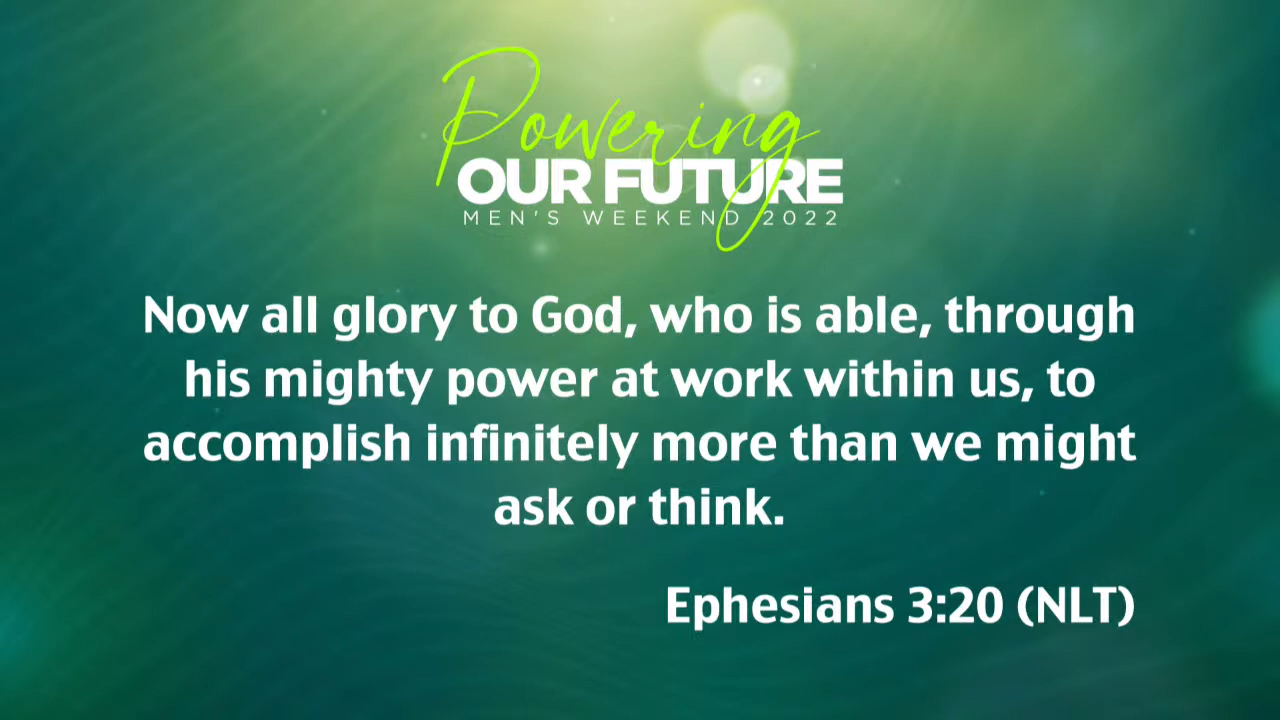 Powering
OUR FUTURE
MEN'S WEEKEND 2022
Now all glory to God, who is able, through
his mighty power at work within us, to
accomplish infinitely more than we might
ask or think.
Ephesians 3:20 (NLT)